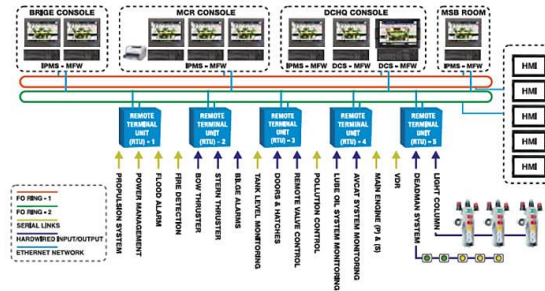 BRIGE CONSOLE
MCR CONSOLE
DCHQ CONSOLE
MSB ROOM
IPMS - MFW
IPMS - MFW
IPMS - MFW
DCS - MFW
DCS - MFW
IPMS - MFW
HMI
HMI
HMI
HMI
HMI
REMOTE
TERMINAL
UNIT
(RTU) - 1
REMOTE
TERMINAL
UNIT
(RTU) - 2
REMOTE
TERMINAL
UNIT
(RTU) - 3
REMOTE
TERMINAL
UNIT
(RTU) - 4
REMOTE
TERMINAL
UNIT
(RTU) - 5
PROPULSION SYSTEM
POWER MANAGEMENT
FLOOD ALARM
FIRE DETECTION
BOW THRUSTER
STERN THRUSTER
BILGE ALARMS
TANK LEVEL MONITORING
DOORS & HATCHES
REMOTE VALVE CONTROL
POLLUTION CONTROL
LUBE OIL SYSTEM MONITORING
AVCAT SYSTEM MONITORING
MAIN ENGINE (P) & (S)
VDR
DEADMAN SYSTEM
LIGHT COLUMN
FO RING - 1
FO RING - 2
SERIAL LINKS
HARDWIRED INPUT/OUTPUT
ETHERNET NETWORK